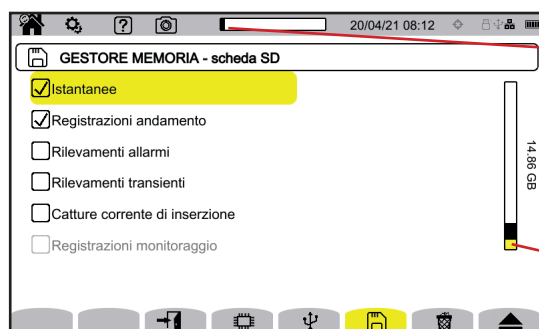 20/04/21 08:12
GESTORE MEMORIA - scheda SD
Istantanee
Registrazioni andamento
Rilevamenti allarmi
Rilevamenti transienti
Catture corrente di inserzione
Registrazioni monitoraggio
14.86 GB